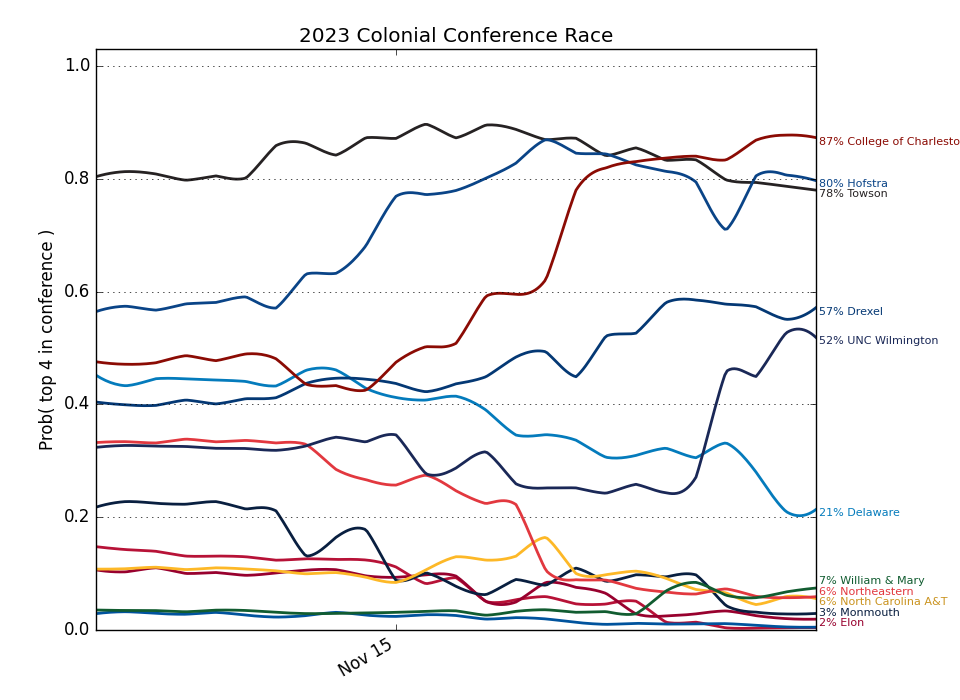 2023 Colonial Conference Race
Prob( top 4 in conference )
1.0
0.8
0.6
0.4
0.2
0.0
Nov 15
87% College of Charlesto
80% Hofstra
78% Towson
57% Drexel
52% UNC Wilmington
21% Delaware
7% William & Mary
6% Northeastern
6% North Carolina A&T
3% Monmouth
2% Elon